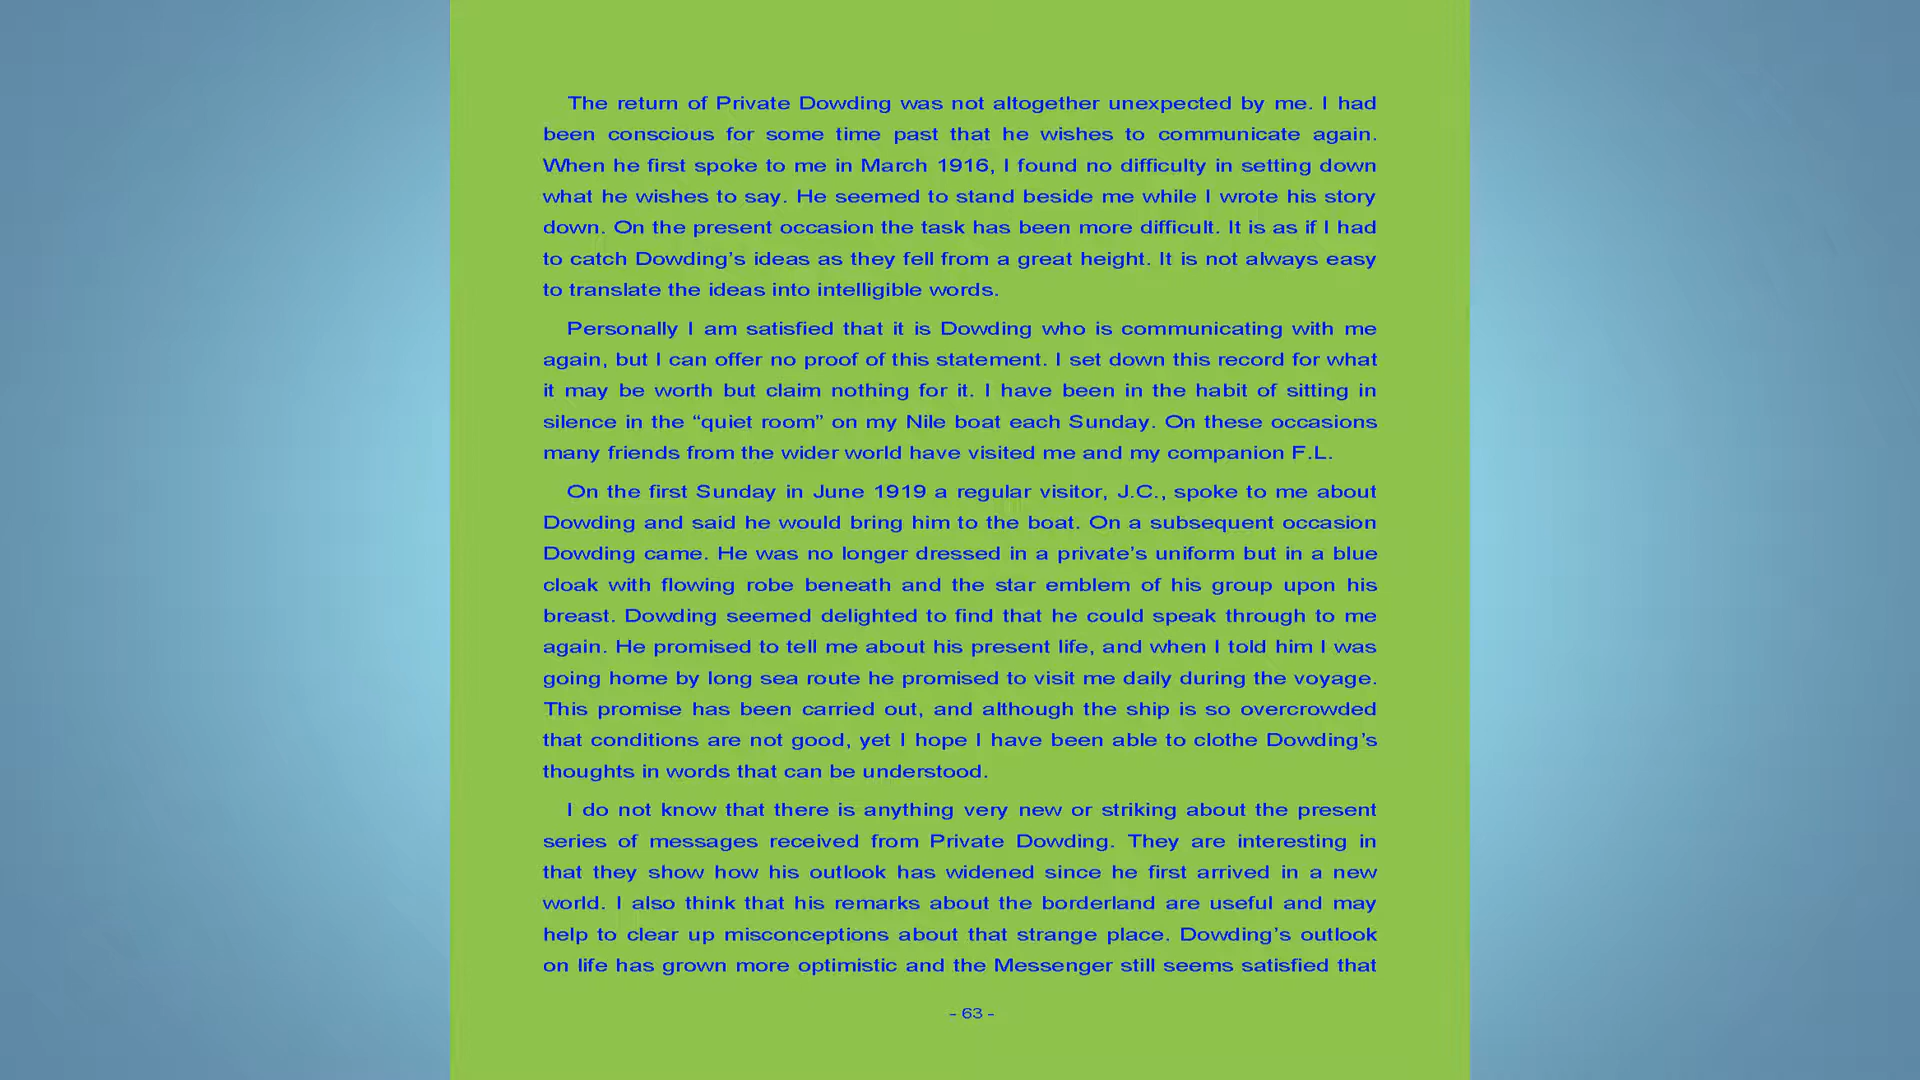 The return of Private Dowding was not altogether unexpected by me. I had
been conscious for some time past that he wishes to communicate again.
When he first spoke to me in March 1916, I found no difficulty in setting down
what he wishes to say. He seemed to stand beside me while I wrote his story
down. On the present occasion the task has been more difficult. It is as if I had
to catch Dowding’s ideas as they fell from a great height. It is not always easy
to translate the ideas into intelligible words.
Personally I am satisfied that it is Dowding who is communicating with me
again, but I can offer no proof of this statement. I set down this record for what
it may be worth but claim nothing for it. I have been in the habit of sitting in
silence in the “quiet room” on my Nile boat each Sunday. On these occasions
many friends from the wider world have visited me and my companion F.L.
On the first Sunday in June 1919 a regular visitor, J.C., spoke to me about
Dowding and said he would bring him to the boat. On a subsequent occasion
Dowding came. He was no longer dressed in a private’s uniform but in a blue
cloak with flowing robe beneath and the star emblem of his group upon his
breast. Dowding seemed delighted to find that he could speak through to me
again. He promised to tell me about his present life, and when I told him I was
going home by long sea route he promised to visit me daily during the voyage.
This promise has been carried out, and although the ship is so overcrowded
that conditions are not good, yet I hope I have been able to clothe Dowding’s
thoughts in words that can be understood.
I do not know that there is anything very new or striking about the present
series of messages received from Private Dowding. They are interesting in
that they show how his outlook has widened since he first arrived in a new
world. I also think that his remarks about the borderland are useful and may
help to clear up misconceptions about that strange place. Dowding’s outlook
on life has grown more optimistic and the Messenger still seems satisfied that
- 63 -